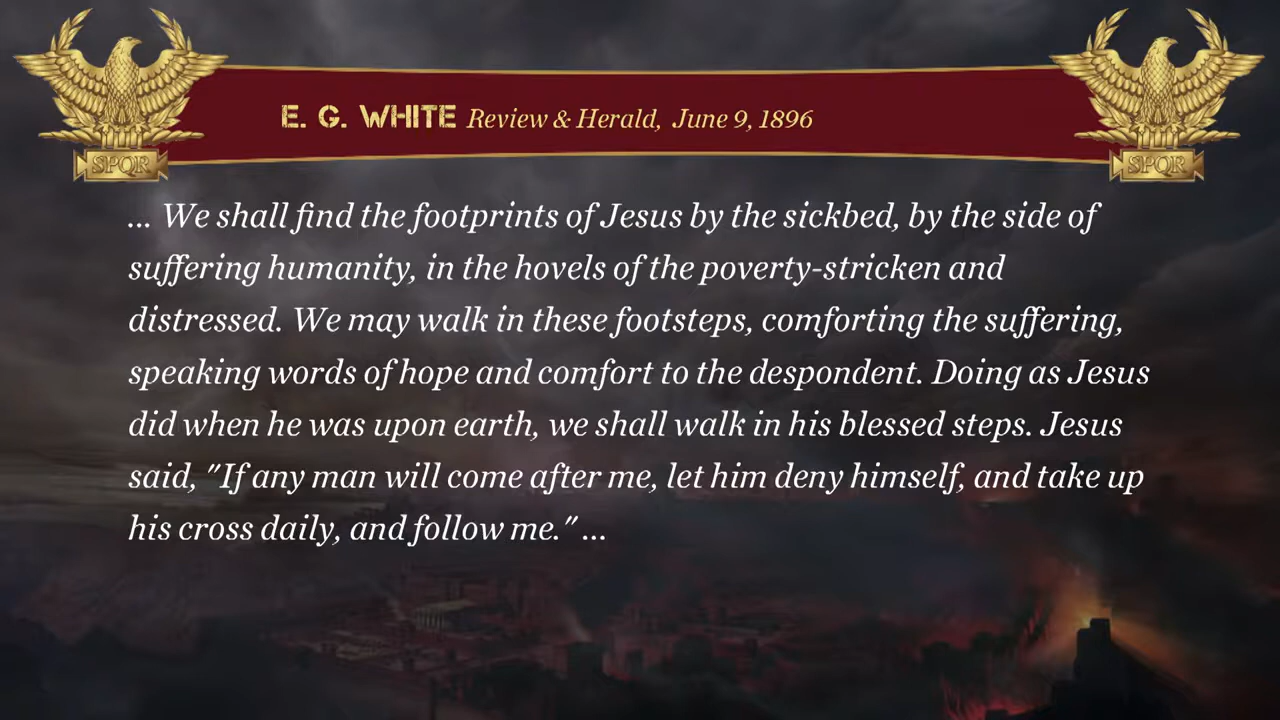 E. G. WHITE Review & Herald, June 9, 1896
SPQR SPQR
... We shall find the footprints of Jesus by the sickbed, by the side of
suffering humanity, in the hovels of the poverty-stricken and
distressed. We may walk in these footsteps, comforting the suffering,
speaking words of hope and comfort to the despondent. Doing as Jesus
did when he was upon earth, we shall walk in his blessed steps. Jesus
said, "If any man will come after me, let him deny himself, and take up
his cross daily, and follow me." ...